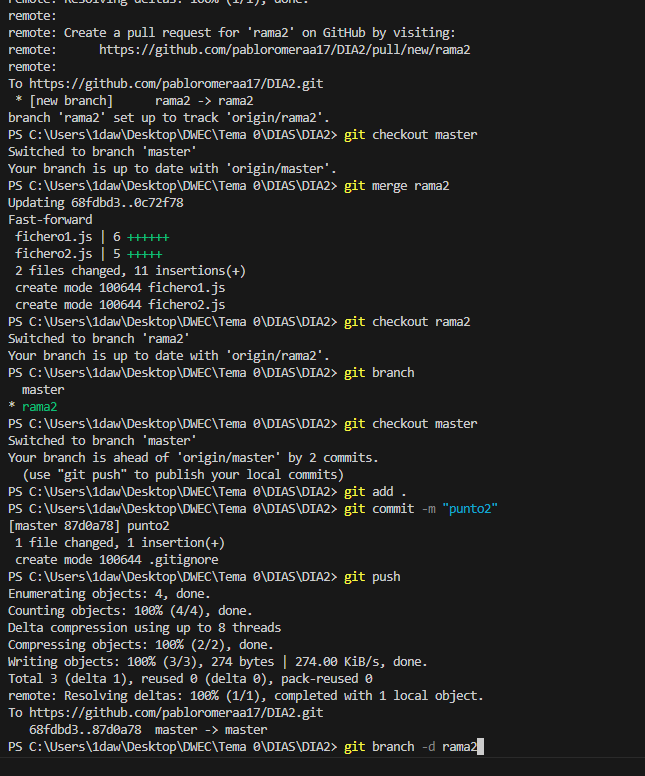 remote: Resolving deltas: 100% (1/1), done.
remote:
remote: Create a pull request for 'rama2' on GitHub by visiting:
remote:      https://github.com/pabloromeraa17/DIA2/pull/new/rama2
remote:
To https://github.com/pabloromeraa17/DIA2.git
 * [new branch]      rama2 -> rama2
branch 'rama2' set up to track 'origin/rama2'.
PS C:\Users\1daw\Desktop\DWEC\Tema 0\DIAS\DIA2> git checkout master
Switched to branch 'master'
Your branch is up to date with 'origin/master'.
PS C:\Users\1daw\Desktop\DWEC\Tema 0\DIAS\DIA2> git merge rama2
Updating 68fdbd3..0c72f78
Fast-forward
 fichero1.js | 6 ++++++
 fichero2.js | 5 +++++
 2 files changed, 11 insertions(+)
 create mode 100644 fichero1.js
 create mode 100644 fichero2.js
PS C:\Users\1daw\Desktop\DWEC\Tema 0\DIAS\DIA2> git checkout rama2
Switched to branch 'rama2'
Your branch is up to date with 'origin/rama2'.
PS C:\Users\1daw\Desktop\DWEC\Tema 0\DIAS\DIA2> git branch
  master
* rama2
PS C:\Users\1daw\Desktop\DWEC\Tema 0\DIAS\DIA2> git checkout master
Switched to branch 'master'
Your branch is ahead of 'origin/master' by 2 commits.
  (use "git push" to publish your local commits)
PS C:\Users\1daw\Desktop\DWEC\Tema 0\DIAS\DIA2> git add .
PS C:\Users\1daw\Desktop\DWEC\Tema 0\DIAS\DIA2> git commit -m "punto2"
[master 87d0a78] punto2
 1 file changed, 1 insertion(+)
 create mode 100644 .gitignore
PS C:\Users\1daw\Desktop\DWEC\Tema 0\DIAS\DIA2> git push
Enumerating objects: 4, done.
Counting objects: 100% (4/4), done.
Delta compression using up to 8 threads
Compressing objects: 100% (2/2), done.
Writing objects: 100% (3/3), 274 bytes | 274.00 KiB/s, done.
Total 3 (delta 1), reused 0 (delta 0), pack-reused 0
remote: Resolving deltas: 100% (1/1), completed with 1 local object.
To https://github.com/pabloromeraa17/DIA2.git
   68fdbd3..87d0a78  master -> master
PS C:\Users\1daw\Desktop\DWEC\Tema 0\DIAS\DIA2> git branch -d rama2